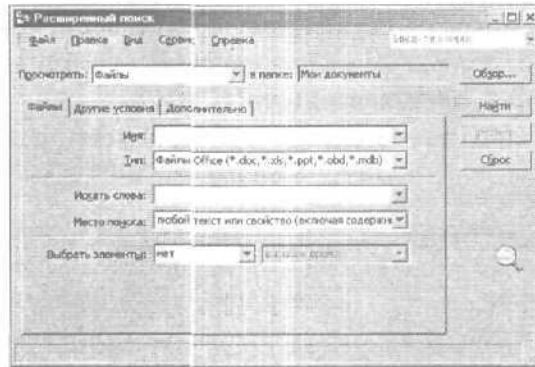 Расширенный поиск
Файл Правка Вид Сервис Справка
Просмотреть: Файлы в папке: Мои документы Обзор...
Файлы Другие условия Дополнительно Найти
Имя:
Тип: Файлы Office (*.doc,*.xls,*.ppt,*.obd,*.mdb) Сброс
Искать слова:
Место поиска: любой текст или свойство (включая содержи
Выбрать элементы: нет